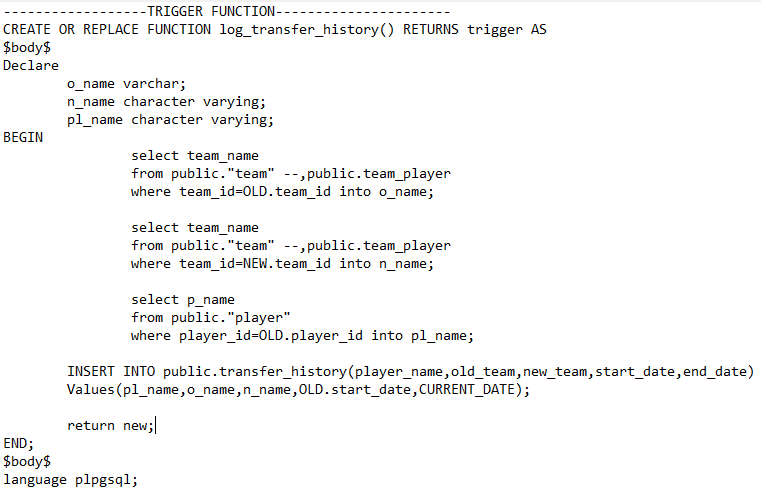 ------------------TRIGGER FUNCTION----------------------
CREATE OR REPLACE FUNCTION log_transfer_history() RETURNS trigger AS
$body$
Declare
        o_name varchar;
        n_name character varying;
        pl_name character varying;
BEGIN
                select team_name
                from public."team" --,public.team_player
                where team_id=OLD.team_id into o_name;

                select team_name
                from public."team" --,public.team_player
                where team_id=NEW.team_id into n_name;

                select p_name
                from public."player"
                where player_id=OLD.player_id into pl_name;

        INSERT INTO public.transfer_history(player_name,old_team,new_team,start_date,end_date)
        Values(pl_name,o_name,n_name,OLD.start_date,CURRENT_DATE);

        return new;
END;
$body$
language plpgsql;